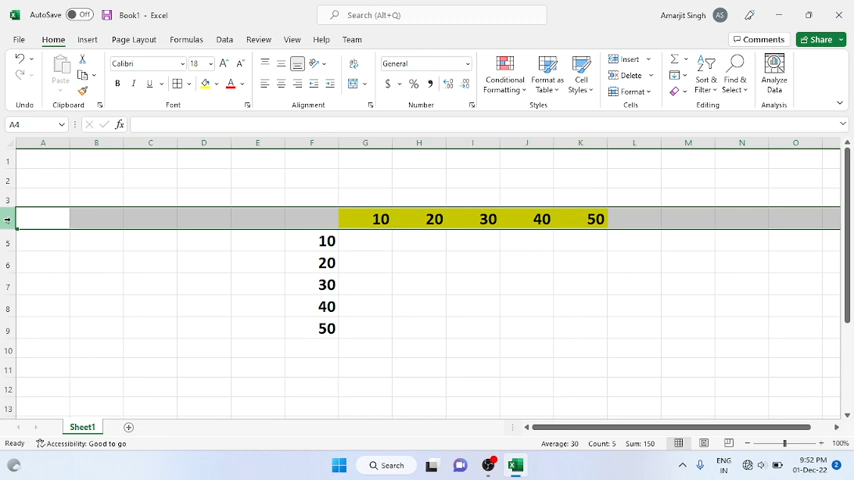 AutoSave Off Book1 - Excel Search (Alt+Q) Amarjit Singh AS
File Home Insert Page Layout Formulas Data Review View Help Team Comments Share
Calibri 18 A A General Insert
Paste B I U A $ % 9 Conditional Formatting Format as Table Cell Styles Delete Format Sort & Filter Find & Select Analyze Data
Undo Clipboard Font Alignment Number Styles Cells Editing Analysis
A4 fx
A B C D E F G H I J K L M N O
1
2
3
4 10 20 30 40 50
5 10
6 20
7 30
8 40
9 50
10
11
12
13
Sheet1
Ready Accessibility: Good to go Average: 30 Count: 5 Sum: 150 100%
Search ENG IN 9:52 PM 01-Dec-22 2